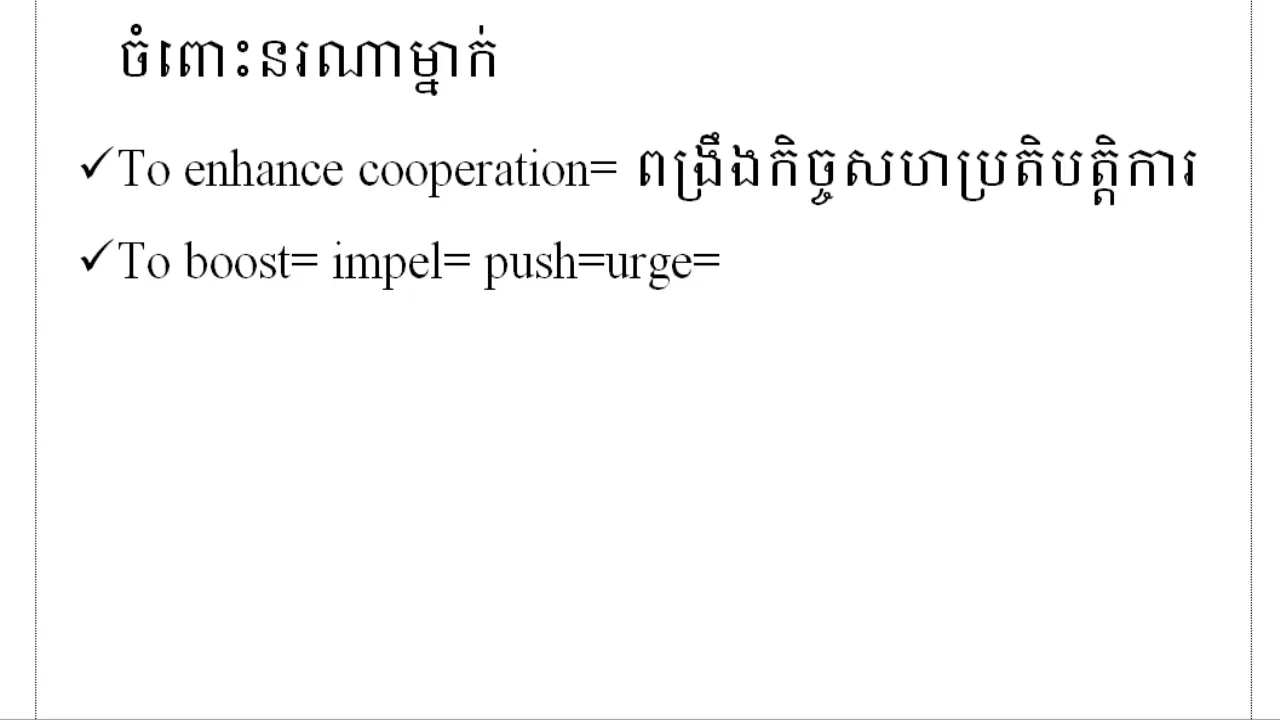 ចំពោះនរណាម្នាក់
✓To enhance cooperation= ពង្រឹងកិច្ចសហប្រតិបត្តិការ
✓To boost= impel= push=urge=